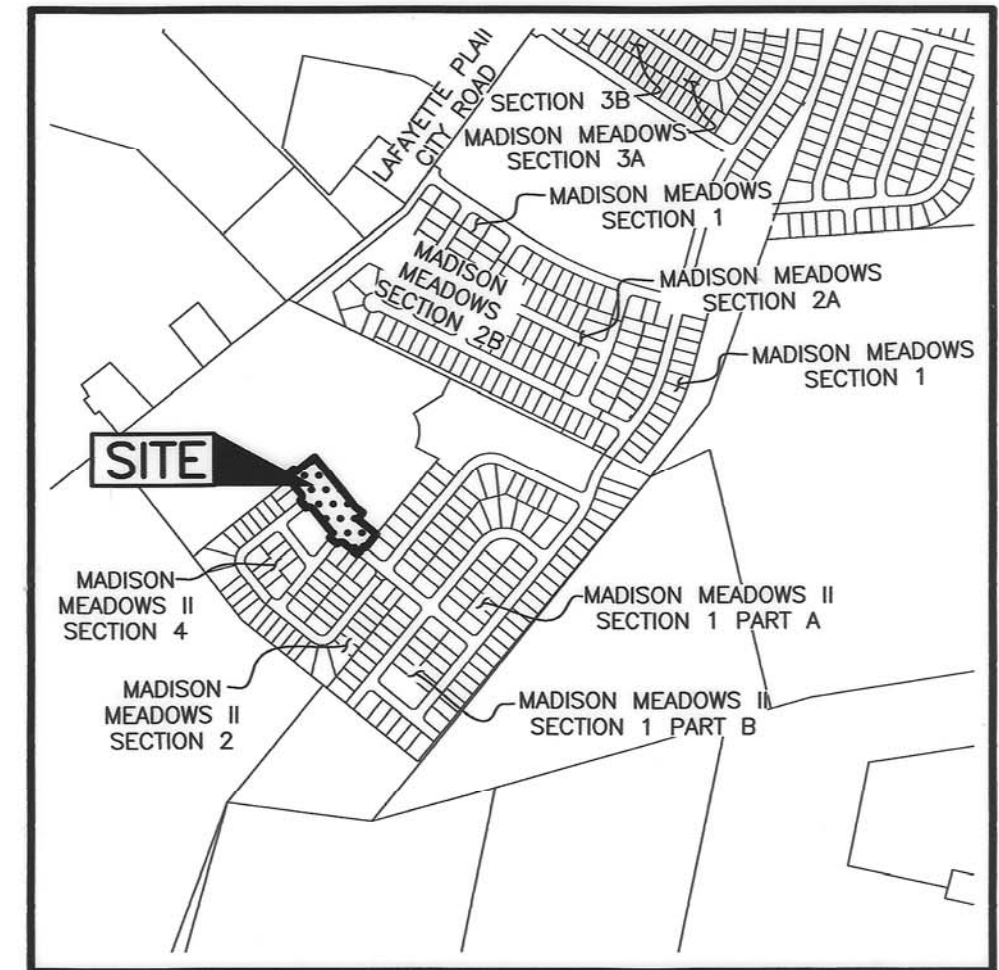 LAFAYETTE PLAII
CITY ROAD
SECTION 3B
MADISON MEADOWS
SECTION 3A
MADISON MEADOWS
SECTION 1
MADISON
MEADOWS
SECTION 2B
MADISON MEADOWS
SECTION 2A
MADISON MEADOWS
SECTION 1
SITE
MADISON
MEADOWS II
SECTION 4
MADISON MEADOWS II
SECTION 1 PART A
MADISON
MEADOWS II
SECTION 2
MADISON MEADOWS II
SECTION 1 PART B